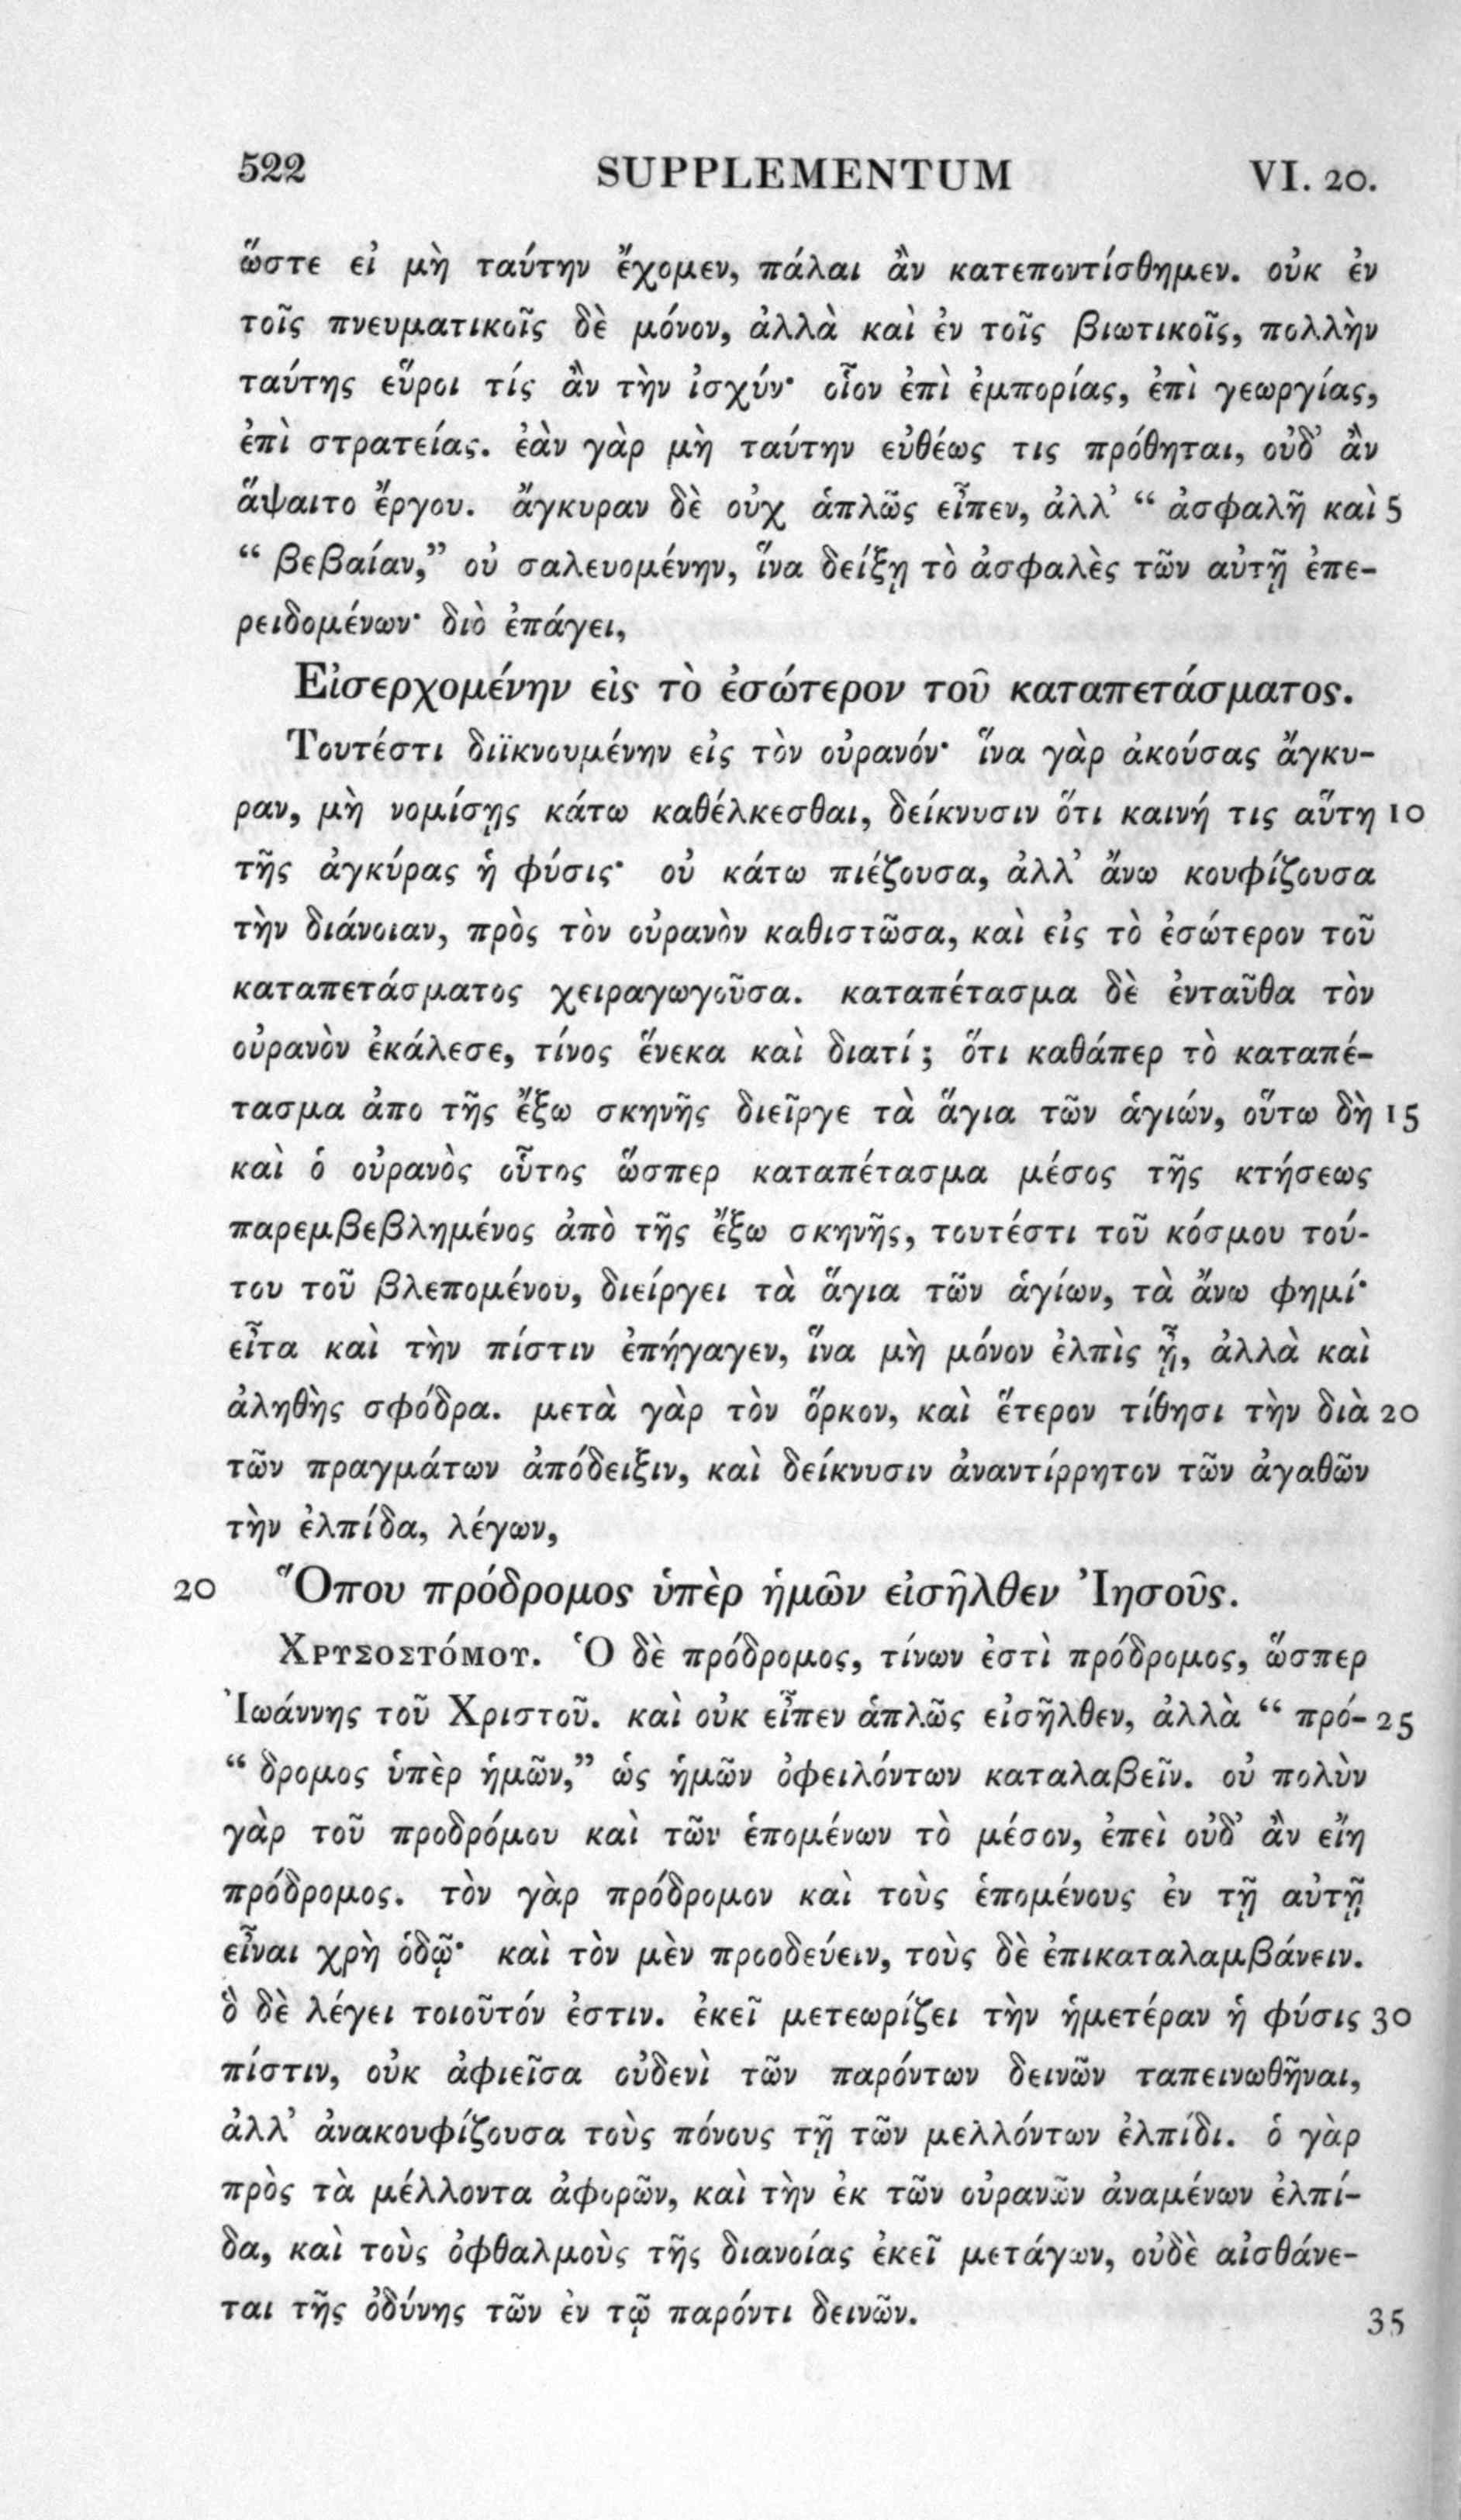 522 SUPPLEMENTUM VI. 20.
ὥστε εἰ μὴ ταύτην ἔχομεν, πάλαι ἂν κατεποντίσθημεν. οὐκ ἐν
τοῖς πνευματικοῖς δὲ μόνον, ἀλλὰ καὶ ἐν τοῖς βιωτικοῖς, πολλὴν
ταύτης εὕροι τίς ἂν τὴν ἰσχύν· οἷον ἐπὶ ἐμπορίας, ἐπὶ γεωργίας,
ἐπὶ στρατείας. ἐὰν γὰρ μὴ ταύτην εὐθέως τις πρόθηται, οὐδ' ἂν
ἅψαιτο ἔργου. ἄγκυραν δὲ οὐχ ἁπλῶς εἶπεν, ἀλλ' “ ἀσφαλῆ καὶ 5
“ βεβαίαν,” οὐ σαλευομένην, ἵνα δείξῃ τὸ ἀσφαλὲς τῶν αὐτῇ ἐπε-
ρειδομένων· διὸ ἐπάγει,
Εἰσερχομένην εἰς τὸ ἐσώτερον τοῦ καταπετάσματος.
Τουτέστι διϊκνουμένην εἰς τὸν οὐρανόν· ἵνα γὰρ ἀκούσας ἄγκυ-
ραν, μὴ νομίσῃς κάτω καθέλκεσθαι, δείκνυσιν ὅτι καινή τις αὕτη 10
τῆς ἀγκύρας ἡ φύσις· οὐ κάτω πιέζουσα, ἀλλ' ἄνω κουφίζουσα
τὴν διάνοιαν, πρὸς τὸν οὐρανὸν καθιστῶσα, καὶ εἰς τὸ ἐσώτερον τοῦ
καταπετάσματος χειραγωγοῦσα. καταπέτασμα δὲ ἐνταῦθα τὸν
οὐρανὸν ἐκάλεσε, τίνος ἕνεκα καὶ διατί; ὅτι καθάπερ τὸ καταπέ-
τασμα ἀπο τῆς ἔξω σκηνῆς διεῖργε τὰ ἅγια τῶν ἁγιών, οὕτω δὴ 15
καὶ ὁ οὐρανὸς οὗτος ὥσπερ καταπέτασμα μέσος τῆς κτήσεως
παρεμβεβλημένος ἀπὸ τῆς ἔξω σκηνῆς, τουτέστι τοῦ κόσμου τού-
του τοῦ βλεπομένου, διείργει τὰ ἅγια τῶν ἁγίων, τὰ ἄνω φημί·
εἶτα καὶ τὴν πίστιν ἐπήγαγεν, ἵνα μὴ μόνον ἐλπὶς ᾖ, ἀλλὰ καὶ
ἀληθὴς σφόδρα. μετὰ γὰρ τὸν ὅρκον, καὶ ἕτερον τίθησι τὴν διὰ 20
τῶν πραγμάτων ἀπόδειξιν, καὶ δείκνυσιν ἀναντίρρητον τῶν ἀγαθῶν
τὴν ἐλπίδα, λέγων,
20 Ὅπου πρόδρομος ὑπὲρ ἡμῶν εἰσῆλθεν Ἰησοῦς.
Χρυσοστόμου. Ὁ δὲ πρόδρομος, τίνων ἐστὶ πρόδρομος, ὥσπερ
Ἰωάννης τοῦ Χριστοῦ. καὶ οὐκ εἶπεν ἁπλῶς εἰσῆλθεν, ἀλλὰ “ πρό- 25
“ δρομος ὑπὲρ ἡμῶν,” ὡς ἡμῶν ὀφειλόντων καταλαβεῖν. οὐ πολὺν
γὰρ τοῦ προδρόμου καὶ τῶν ἑπομένων τὸ μέσον, ἐπεὶ οὐδ' ἂν εἴη
πρόδρομος. τὸν γὰρ πρόδρομον καὶ τοὺς ἑπομένους ἐν τῇ αὐτῇ
εἶναι χρὴ ὁδῷ· καὶ τὸν μὲν προοδεύειν, τοὺς δὲ ἐπικαταλαμβάνειν.
ὃ δὲ λέγει τοιοῦτόν ἐστιν. ἐκεῖ μετεωρίζει τὴν ἡμετέραν ἡ φύσις 30
πίστιν, οὐκ ἀφιεῖσα οὐδενὶ τῶν παρόντων δεινῶν ταπεινωθῆναι,
ἀλλ' ἀνακουφίζουσα τοὺς πόνους τῇ τῶν μελλόντων ἐλπίδι. ὁ γὰρ
πρὸς τὰ μέλλοντα ἀφορῶν, καὶ τὴν ἐκ τῶν οὐρανῶν ἀναμένων ἐλπί-
δα, καὶ τοὺς ὀφθαλμοὺς τῆς διανοίας ἐκεῖ μετάγων, οὐδὲ αἰσθάνε-
ται τῆς ὀδύνης τῶν ἐν τῷ παρόντι δεινῶν. 35